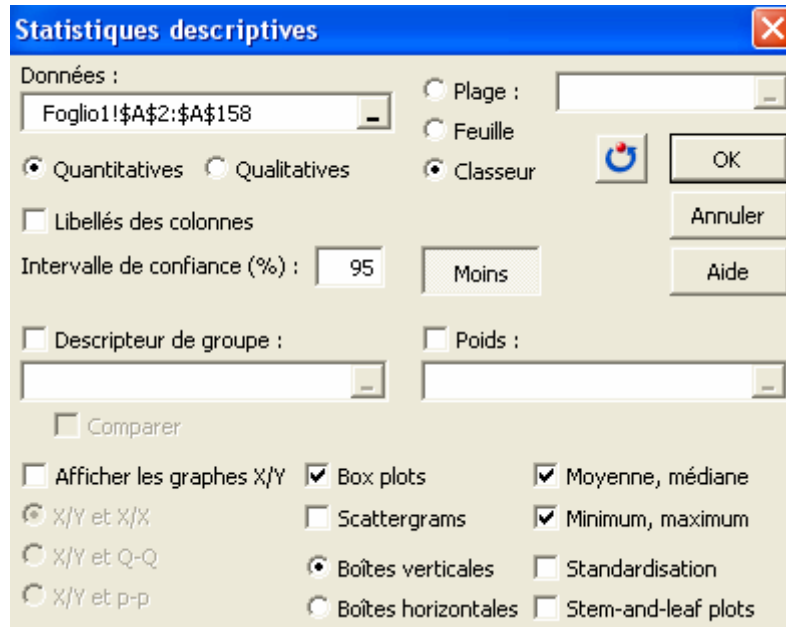 Statistiques descriptives
Données :
Foglio1!$A$2:$A$158
Plage :
Feuille
Quantitatives
Qualitatives
Classeur
OK
Libellés des colonnes
Annuler
Intervalle de confiance (%) :
95
Moins
Aide
Descripteur de groupe :
Poids :
Comparer
Afficher les graphes X/Y
Box plots
Moyenne, médiane
X/Y et X/X
Scattergrams
Minimum, maximum
X/Y et Q-Q
Boîtes verticales
Standardisation
X/Y et p-p
Boîtes horizontales
Stem-and-leaf plots